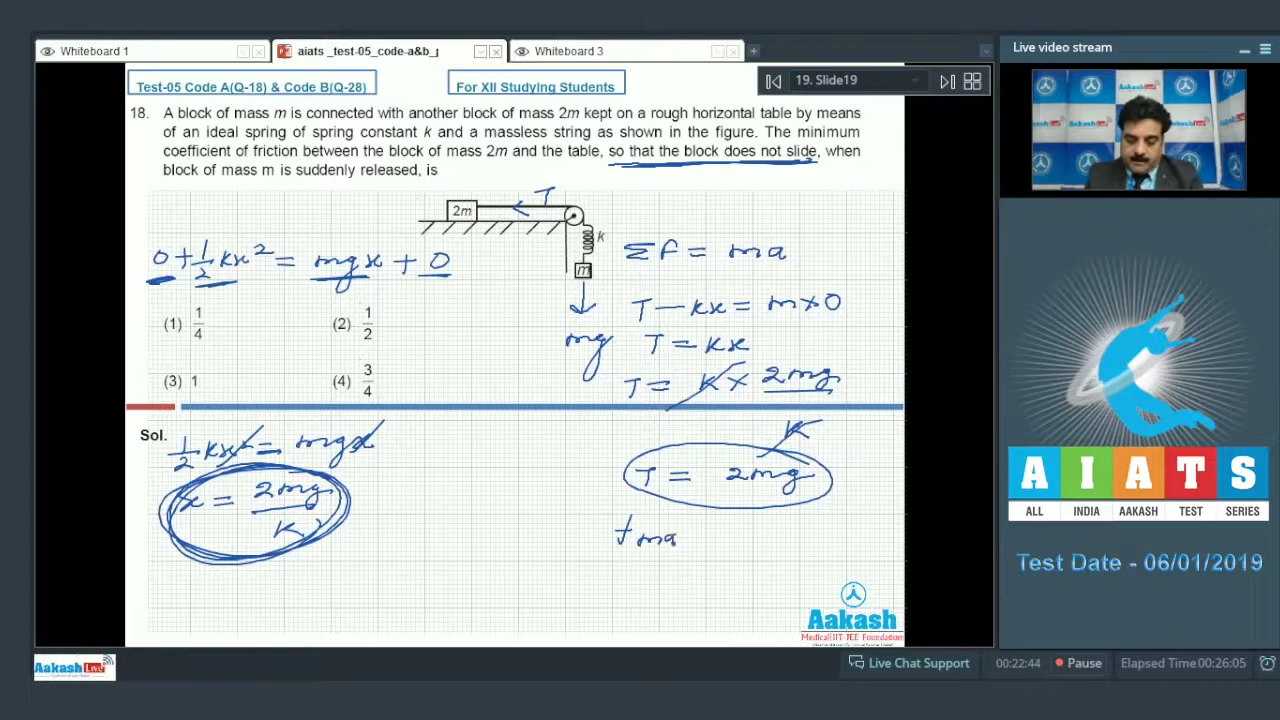 Whiteboard 1
aiats _test-05_code-a&b_p
Whiteboard 3
Live video stream
19. Slide19
Test-05 Code A(Q-18) & Code B(Q-28)
For XII Studying Students
18. A block of mass m is connected with another block of mass 2m kept on a rough horizontal table by means
of an ideal spring of spring constant k and a massless string as shown in the figure. The minimum
coefficient of friction between the block of mass 2m and the table, so that the block does not slide, when
block of mass m is suddenly released, is
T
2m
k
m
mg
0 + 1/2 kx² = mgx + 0
ΣF = ma
T - kx = m×0
T = kx
T = K × 2mg/K
T = 2mg
fma
(1) 1/4
(2) 1/2
(3) 1
(4) 3/4
Sol.
1/2 kx² = mgx
x = 2mg/K
Aakash
Medical|IIT-JEE|Foundations
AIATS
ALL INDIA AAKASH TEST SERIES
Test Date - 06/01/2019
Aakash Live
Live Chat Support
00:22:44
Pause
Elapsed Time 00:26:05